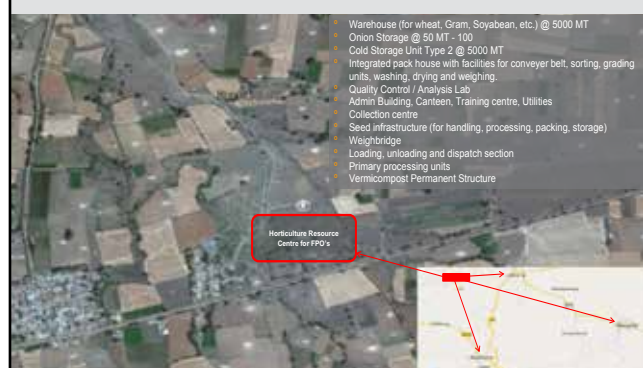 Warehouse (for wheat, Gram, Soyabean, etc.) @ 5000 MT
Onion Storage @ 50 MT - 100
Cold Storage Unit Type 2 @ 5000 MT
Integrated pack house with facilities for conveyer belt, sorting, grading
units, washing, drying and weighing.
Quality Control / Analysis Lab
Admin Building, Canteen, Training centre, Utilities
Collection centre
Seed infrastructure (for handling, processing, packing, storage)
Weighbridge
Loading, unloading and dispatch section
Primary processing units
Vermicompost Permanent Structure
Horticulture Resource
Centre for FPO's